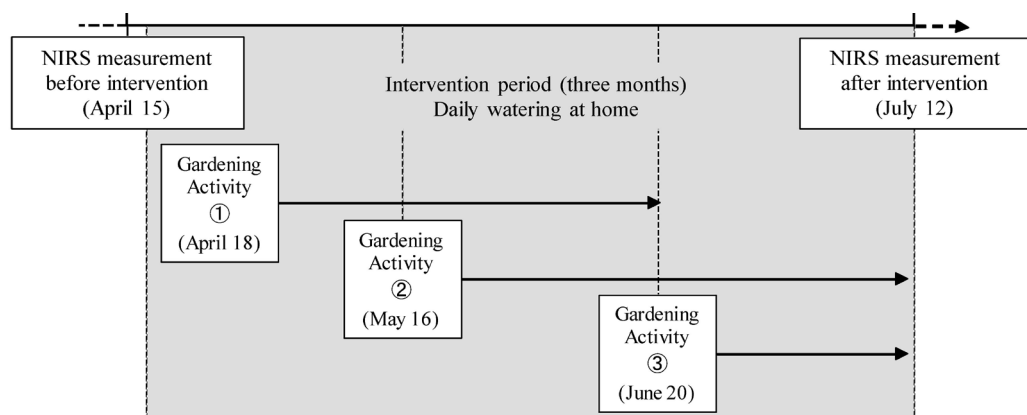 NIRS measurement
before intervention
(April 15)
Intervention period (three months)
Daily watering at home
NIRS measurement
after intervention
(July 12)
Gardening
Activity
①
(April 18)
Gardening
Activity
②
(May 16)
Gardening
Activity
③
(June 20)